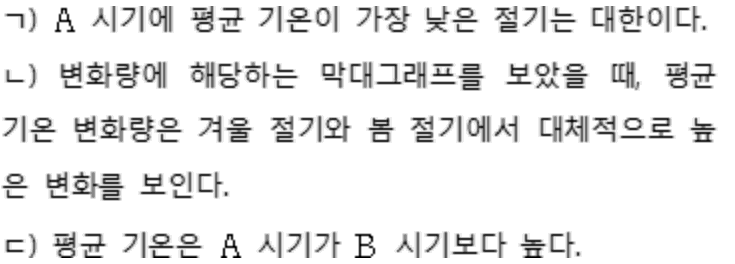 ㄱ) A 시기에 평균 기온이 가장 낮은 절기는 대한이다.
ㄴ) 변화량에 해당하는 막대그래프를 보았을 때, 평균
기온 변화량은 겨울 절기와 봄 절기에서 대체적으로 높
은 변화를 보인다.
ㄷ) 평균 기온은 A 시기가 B 시기보다 높다.